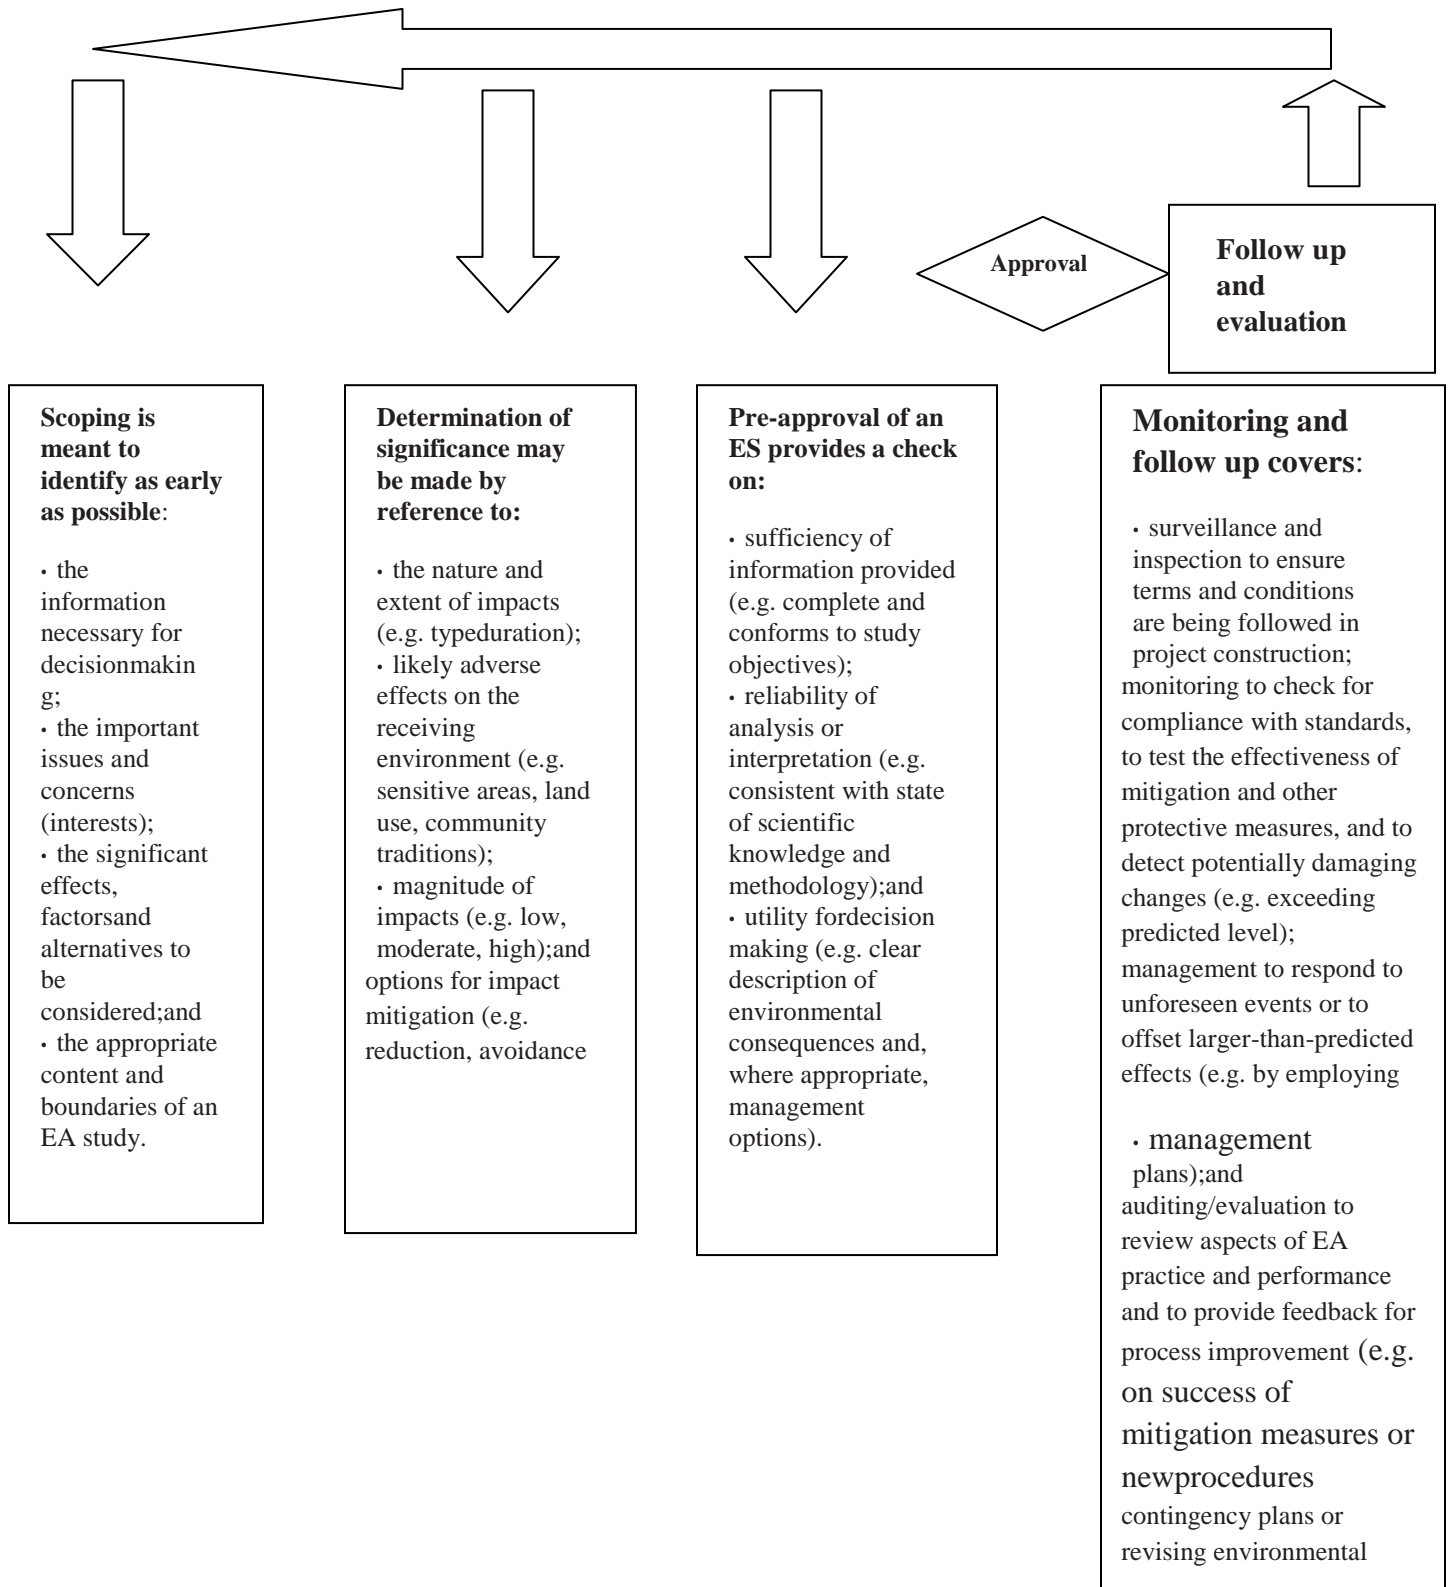 Approval
Follow up
and
evaluation
Scoping is
meant to
identify as early
as possible:
· the
information
necessary for
decisionmakin
g;
· the important
issues and
concerns
(interests);
· the significant
effects,
factorsand
alternatives to
be
considered;and
· the appropriate
content and
boundaries of an
EA study.
Determination of
significance may
be made by
reference to:
· the nature and
extent of impacts
(e.g. typeduration);
· likely adverse
effects on the
receiving
environment (e.g.
sensitive areas, land
use, community
traditions);
· magnitude of
impacts (e.g. low,
moderate, high);and
options for impact
mitigation (e.g.
reduction, avoidance
Pre-approval of an
ES provides a check
on:
· sufficiency of
information provided
(e.g. complete and
conforms to study
objectives);
· reliability of
analysis or
interpretation (e.g.
consistent with state
of scientific
knowledge and
methodology);and
· utility fordecision
making (e.g. clear
description of
environmental
consequences and,
where appropriate,
management
options).
Monitoring and
follow up covers:
· surveillance and
inspection to ensure
terms and conditions
are being followed in
project construction;
monitoring to check for
compliance with standards,
to test the effectiveness of
mitigation and other
protective measures, and to
detect potentially damaging
changes (e.g. exceeding
predicted level);
management to respond to
unforeseen events or to
offset larger-than-predicted
effects (e.g. by employing
· management
plans);and
auditing/evaluation to
review aspects of EA
practice and performance
and to provide feedback for
process improvement (e.g.
on success of
mitigation measures or
newprocedures
contingency plans or
revising environmental